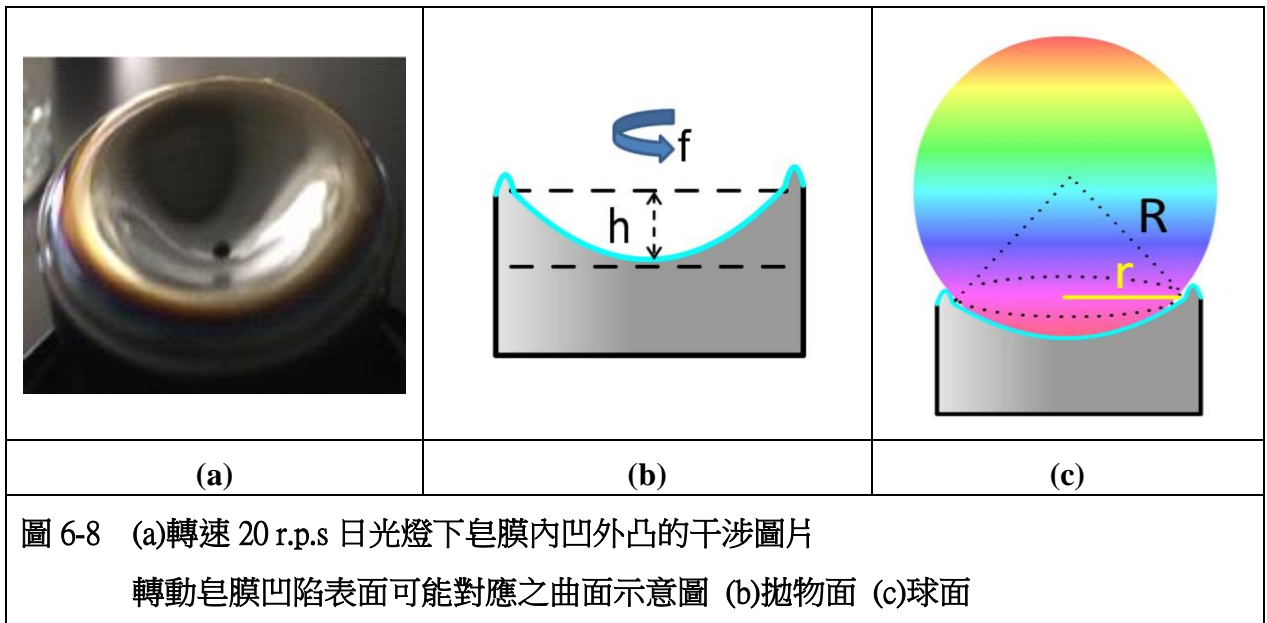 f
h
R
r
(a) (b) (c)
圖 6-8 (a)轉速 20 r.p.s 日光燈下皂膜內凹外凸的干涉圖片
轉動皂膜凹陷表面可能對應之曲面示意圖 (b)拋物面 (c)球面